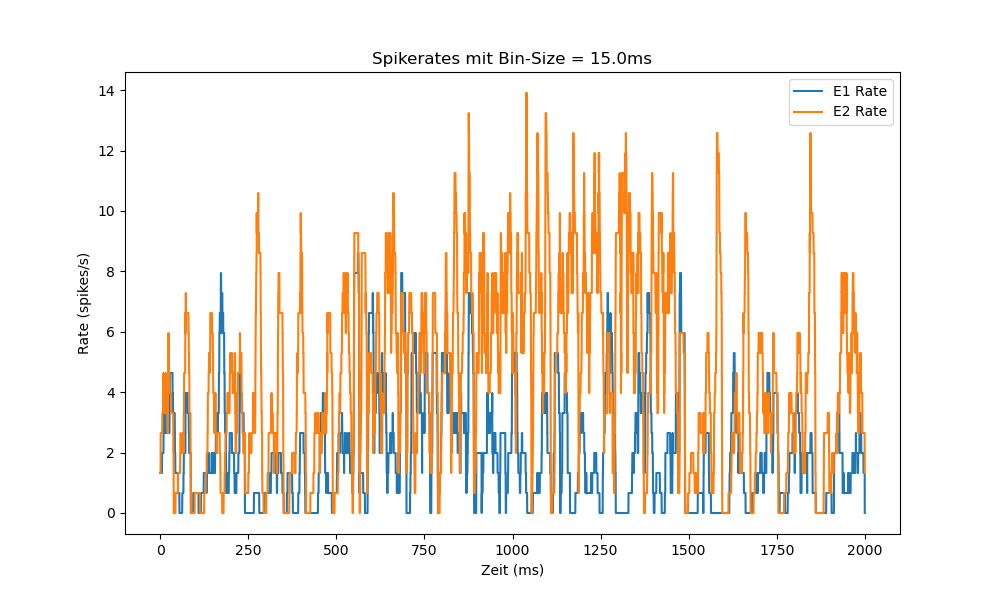 Spikerates mit Bin-Size = 15.0ms
E1 Rate
E2 Rate
14
12
10
8
6
4
2
0
Rate (spikes/s)
0 250 500 750 1000 1250 1500 1750 2000
Zeit (ms)